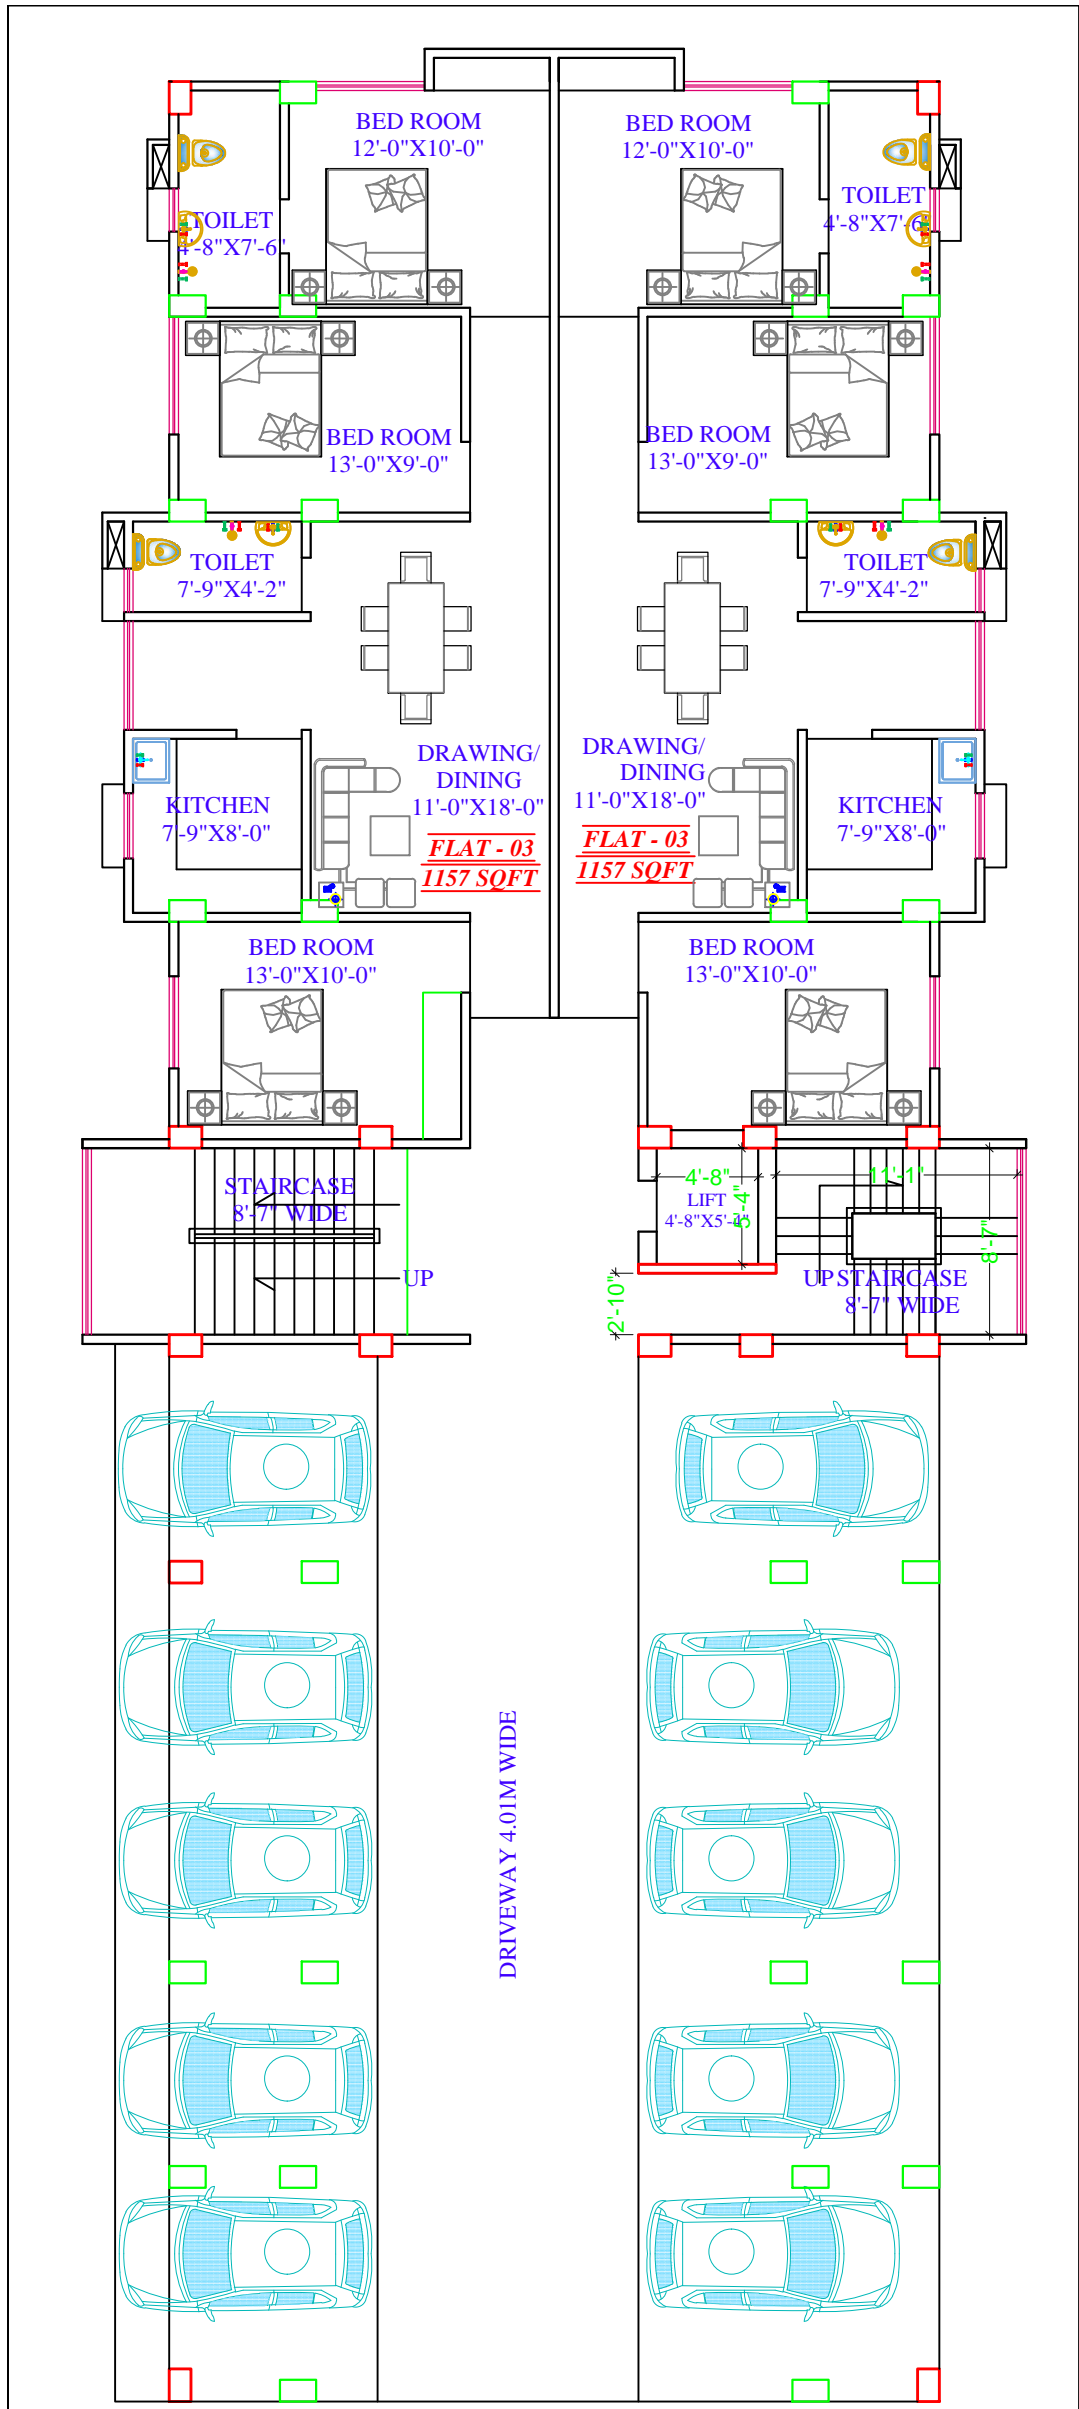 BED ROOM
12'-0"X10'-0"
BED ROOM
12'-0"X10'-0"
TOILET
4'-8"X7'-6"
TOILET
4'-8"X7'-6"
BED ROOM
13'-0"X9'-0"
BED ROOM
13'-0"X9'-0"
TOILET
7'-9"X4'-2"
TOILET
7'-9"X4'-2"
DRAWING/
DINING
11'-0"X18'-0"
DRAWING/
DINING
11'-0"X18'-0"
KITCHEN
7'-9"X8'-0"
KITCHEN
7'-9"X8'-0"
FLAT - 03
1157 SQFT
FLAT - 03
1157 SQFT
BED ROOM
13'-0"X10'-0"
BED ROOM
13'-0"X10'-0"
STAIRCASE
8'-7" WIDE
UP
4'-8"
LIFT
4'-8"X5'-4"
5'-4"
11'-1"
8'-7"
2'-10"
UP
STAIRCASE
8'-7" WIDE
DRIVEWAY 4.01M WIDE